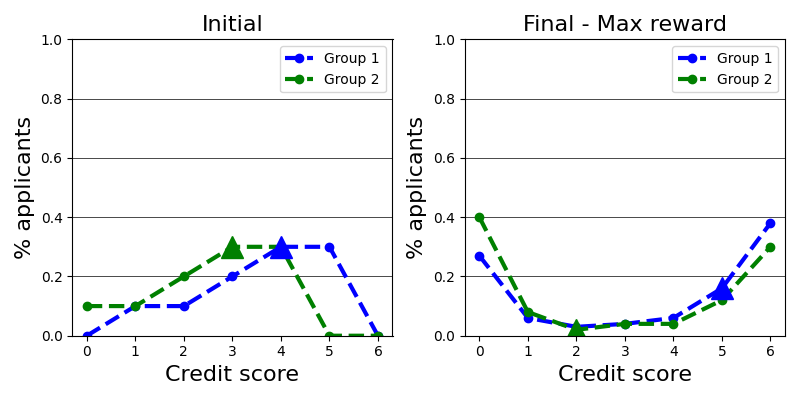 Initial
Final - Max reward
% applicants
1.0
0.8
0.6
0.4
0.2
0.0
Group 1
Group 2
0 1 2 3 4 5 6
Credit score
% applicants
1.0
0.8
0.6
0.4
0.2
0.0
Group 1
Group 2
0 1 2 3 4 5 6
Credit score